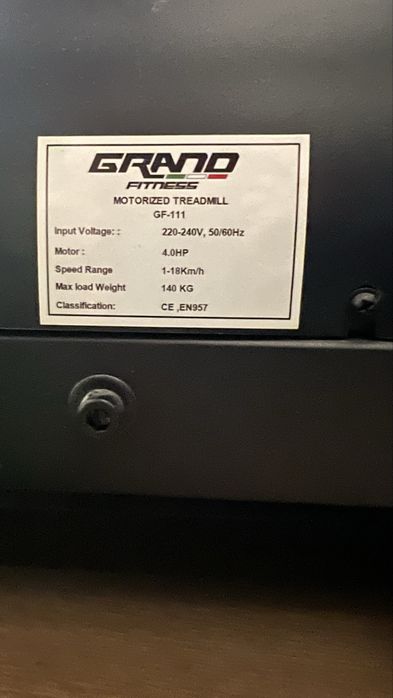 GRAND
FITNESS
MOTORIZED TREADMILL
GF-111
Input Voltage: : 220-240V, 50/60Hz
Motor : 4.0HP
Speed Range 1-18Km/h
Max load Weight 140 KG
Classification: CE ,EN957